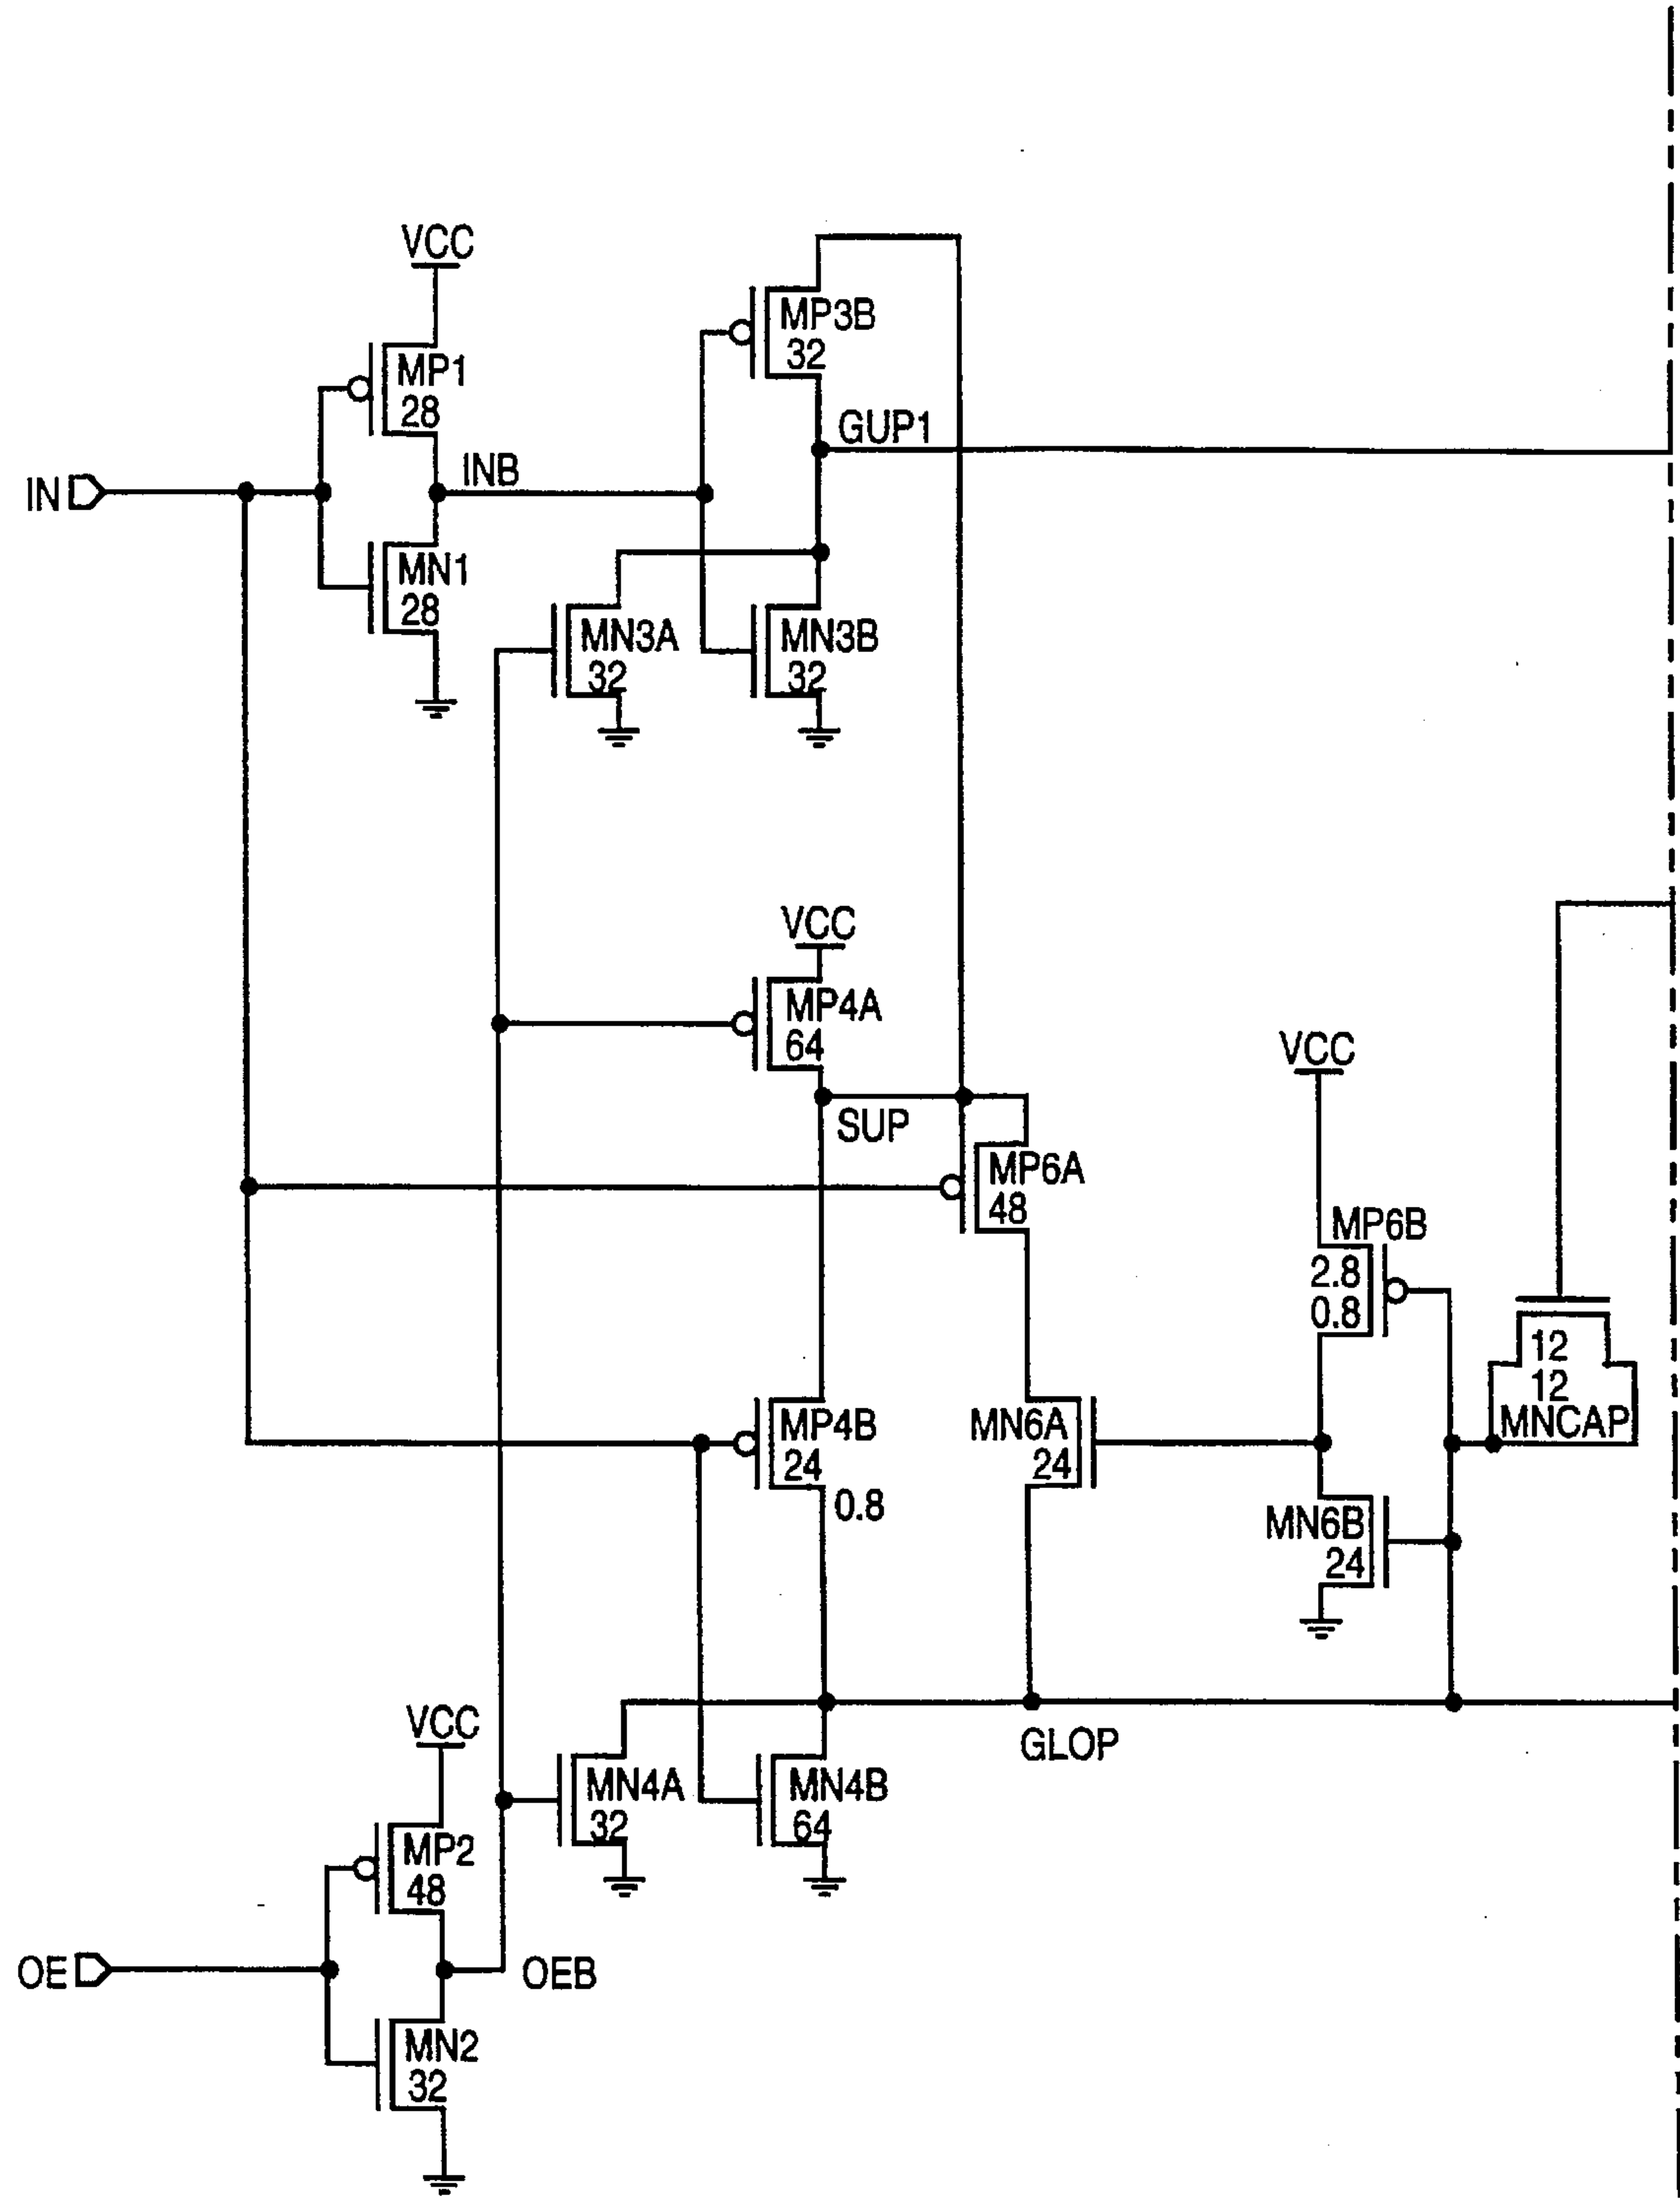 VCC
MP3B
32
MP1
28
GUP1
IN
INB
MN1
28
MN3A
32
MN3B
32
VCC
MP4A
64
VCC
SUP
MP6A
48
MP6B
2.8
0.8
12
12
MNCAP
MP4B
24
0.8
MN6A
24
MN6B
24
VCC
GLOP
MN4A
32
MN4B
64
MP2
48
OE
OEB
MN2
32